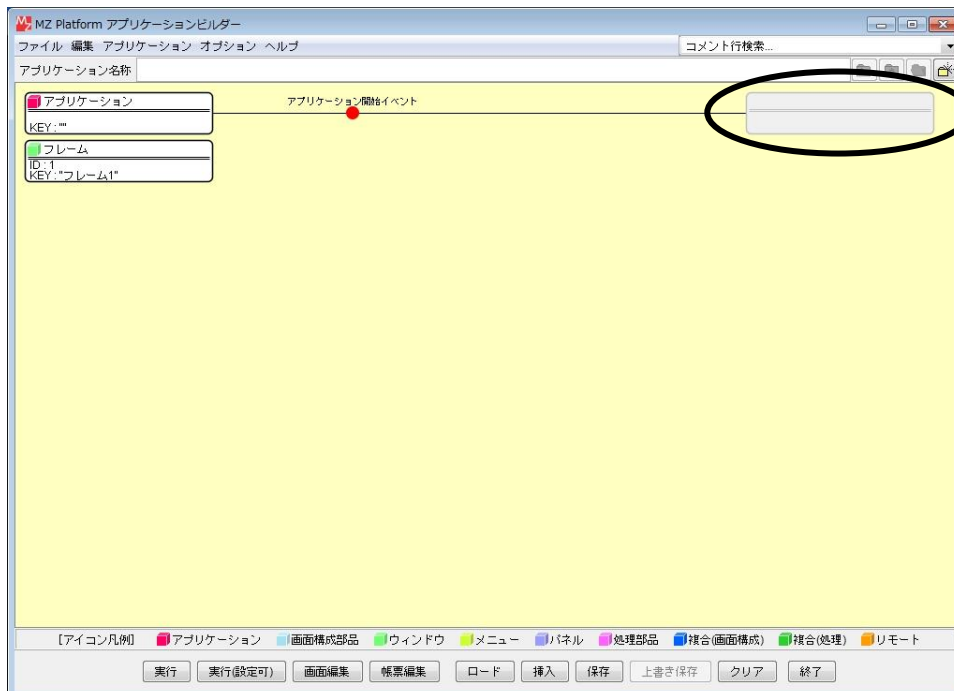 MZ Platform アプリケーションビルダー
ファイル 編集 アプリケーション オプション ヘルプ
コメント行検索...
アプリケーション名称
アプリケーション
KEY : ""
アプリケーション開始イベント
フレーム
ID : 1
KEY : "フレーム1"
[アイコン凡例] アプリケーション 画面構成部品 ウィンドウ メニュー パネル 処理部品 複合(画面構成) 複合(処理) リモート
実行 実行(設定可) 画面編集 帳票編集 ロード 挿入 保存 上書き保存 クリア 終了